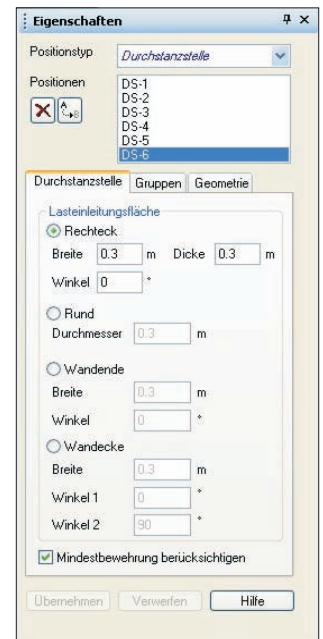 Eigenschaften
Positionstyp Durchstanzstelle
Positionen
DS-1
DS-2
DS-3
DS-4
DS-5
DS-6
Durchstanzstelle Gruppen Geometrie
Lasteinleitungsfläche
Rechteck
Breite 0.3 m Dicke 0.3 m
Winkel 0 °
Rund
Durchmesser 0.3 m
Wandende
Breite 0.3 m
Winkel 0 °
Wandecke
Breite 0.3 m
Winkel 1 0 °
Winkel 2 90 °
Mindestbewehrung berücksichtigen
Übernehmen Verwerfen Hilfe